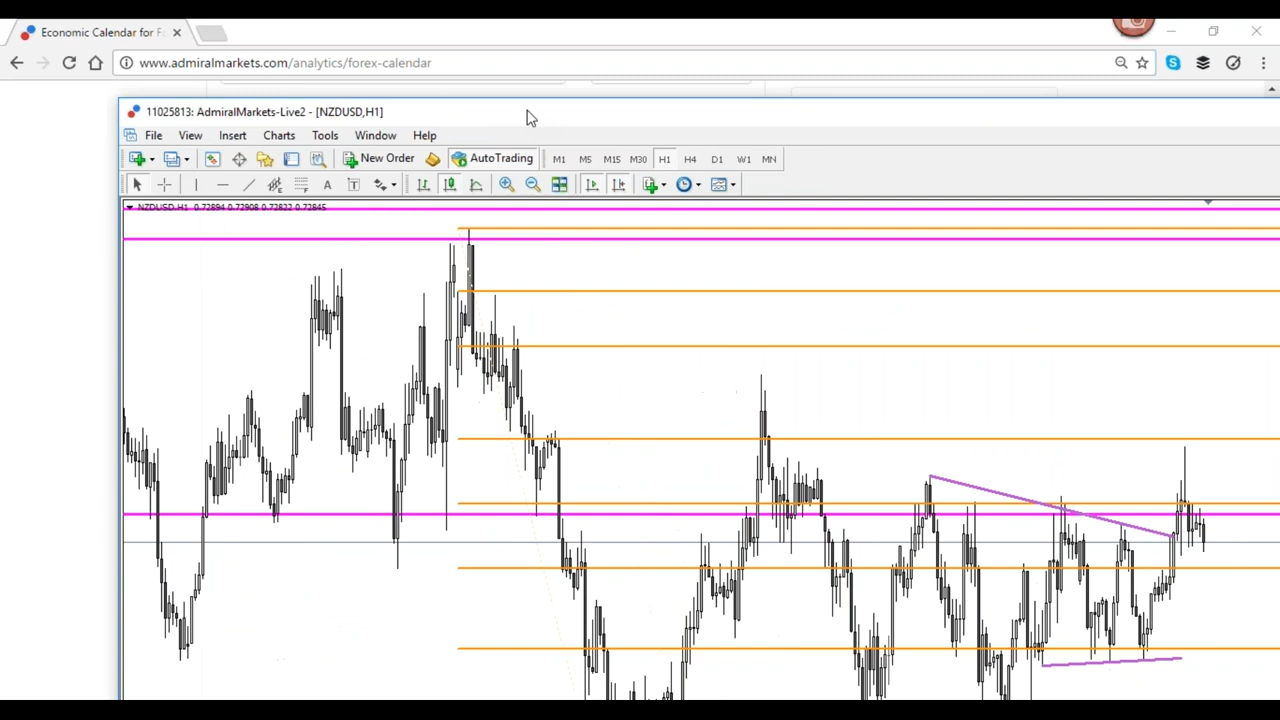 Economic Calendar for Fo
www.admiralmarkets.com/analytics/forex-calendar
11025813: AdmiralMarkets-Live2 - [NZDUSD,H1]
File View Insert Charts Tools Window Help
New Order AutoTrading M1 M5 M15 M30 H1 H4 D1 W1 MN
A T
NZDUSD,H1 0.72894 0.72908 0.72822 0.72845